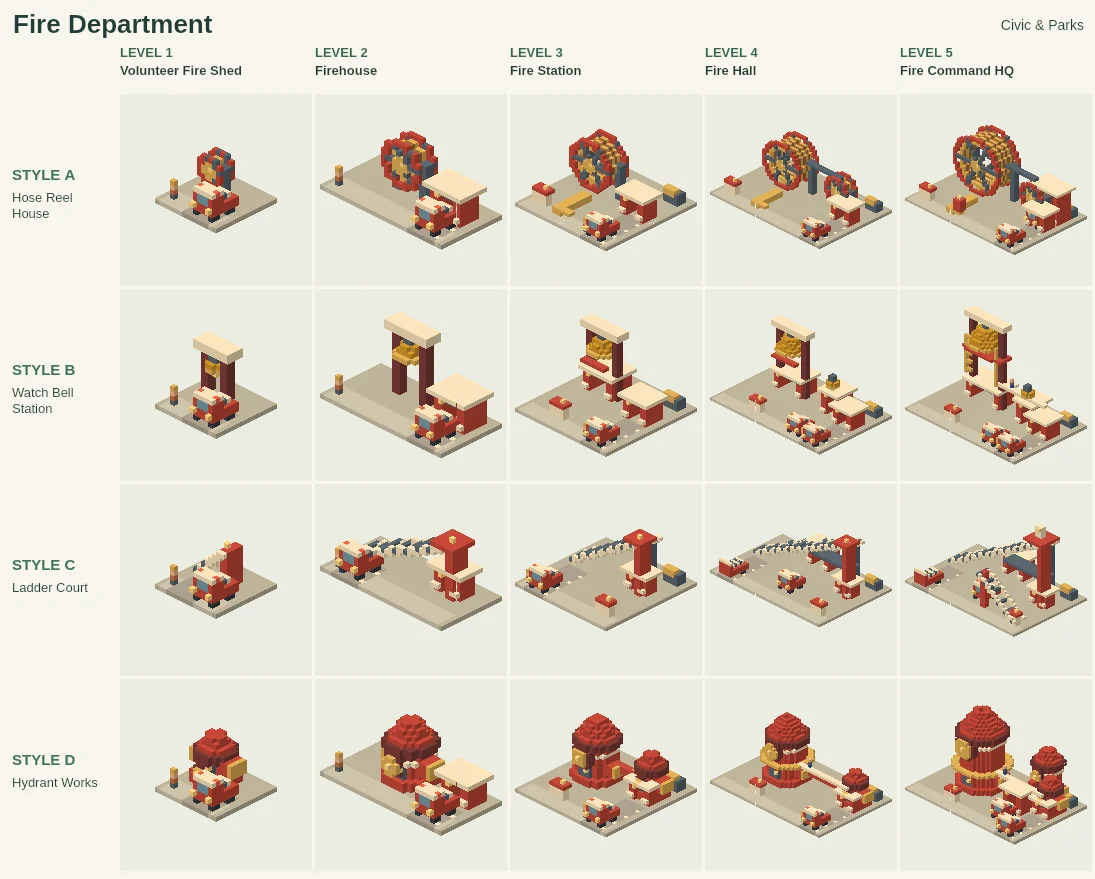 Fire Department
Civic & Parks
LEVEL 1
Volunteer Fire Shed
LEVEL 2
Firehouse
LEVEL 3
Fire Station
LEVEL 4
Fire Hall
LEVEL 5
Fire Command HQ
STYLE A
Hose Reel
House
STYLE B
Watch Bell
Station
STYLE C
Ladder Court
STYLE D
Hydrant Works